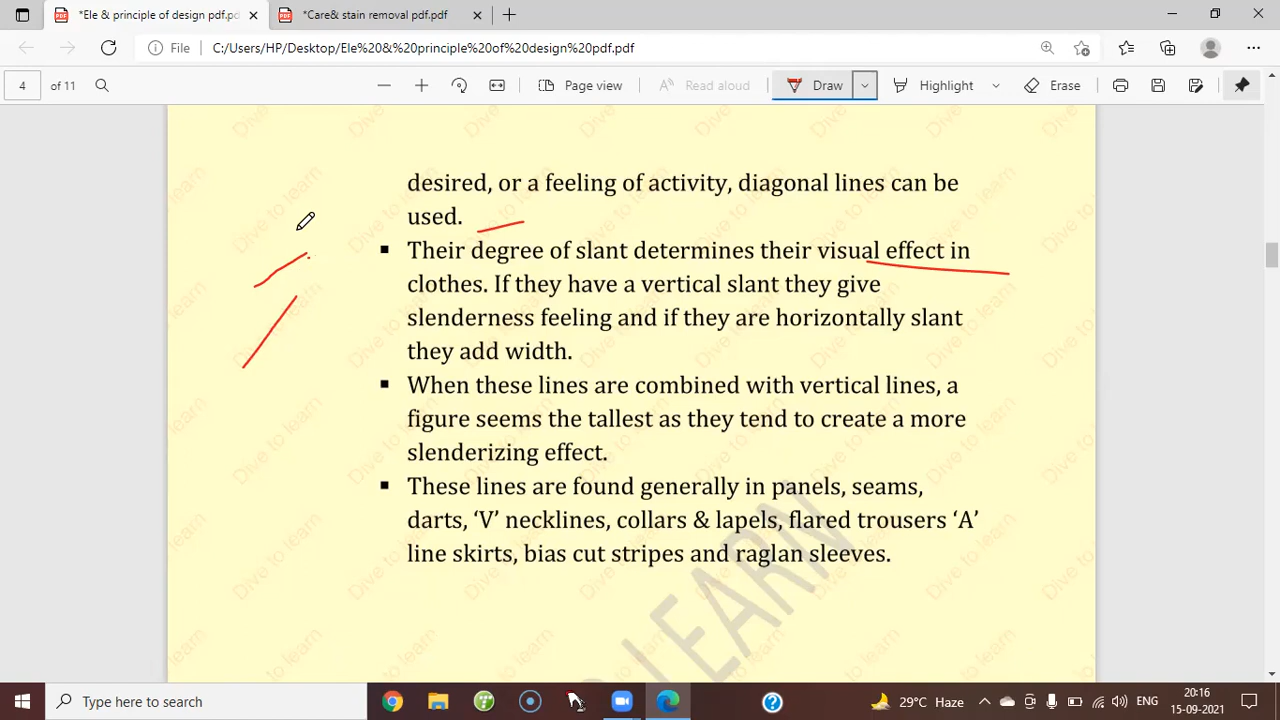 *Ele & principle of design pdf.pd
*Care& stain removal pdf.pdf
File
C:/Users/HP/Desktop/Ele%20&%20principle%20of%20design%20pdf.pdf
4
of 11
Page view
Read aloud
Draw
Highlight
Erase
desired, or a feeling of activity, diagonal lines can be
used.
▪ Their degree of slant determines their visual effect in
clothes. If they have a vertical slant they give
slenderness feeling and if they are horizontally slant
they add width.
▪ When these lines are combined with vertical lines, a
figure seems the tallest as they tend to create a more
slenderizing effect.
▪ These lines are found generally in panels, seams,
darts, ‘V’ necklines, collars & lapels, flared trousers ‘A’
line skirts, bias cut stripes and raglan sleeves.
Dive to learn
LEARN
Type here to search
29°C Haze
ENG
20:16
15-09-2021